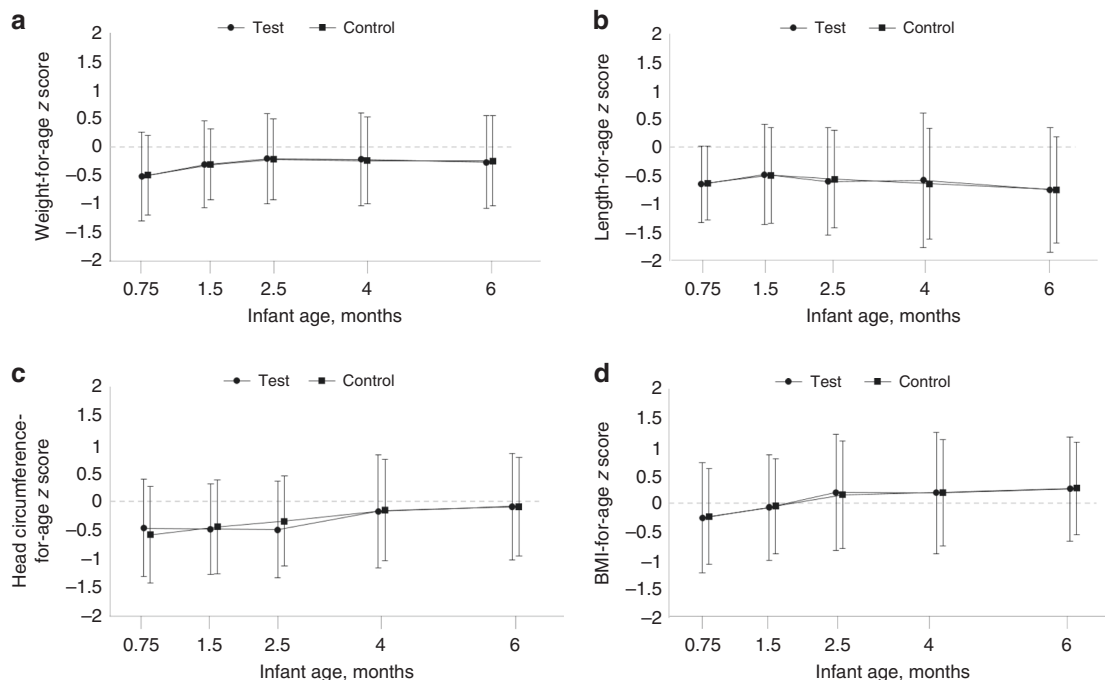 a
Test Control
Weight-for-age z score
2
1.5
1
0.5
0
–0.5
–1
–1.5
–2
0.75 1.5 2.5 4 6
Infant age, months
b
Test Control
Length-for-age z score
2
1.5
1
0.5
0
–0.5
–1
–1.5
–2
0.75 1.5 2.5 4 6
Infant age, months
c
Test Control
Head circumference-
for-age z score
2
1.5
1
0.5
0
–0.5
–1
–1.5
–2
0.75 1.5 2.5 4 6
Infant age, months
d
Test Control
BMI-for-age z score
2
1.5
1
0.5
0
–0.5
–1
–1.5
–2
0.75 1.5 2.5 4 6
Infant age, months